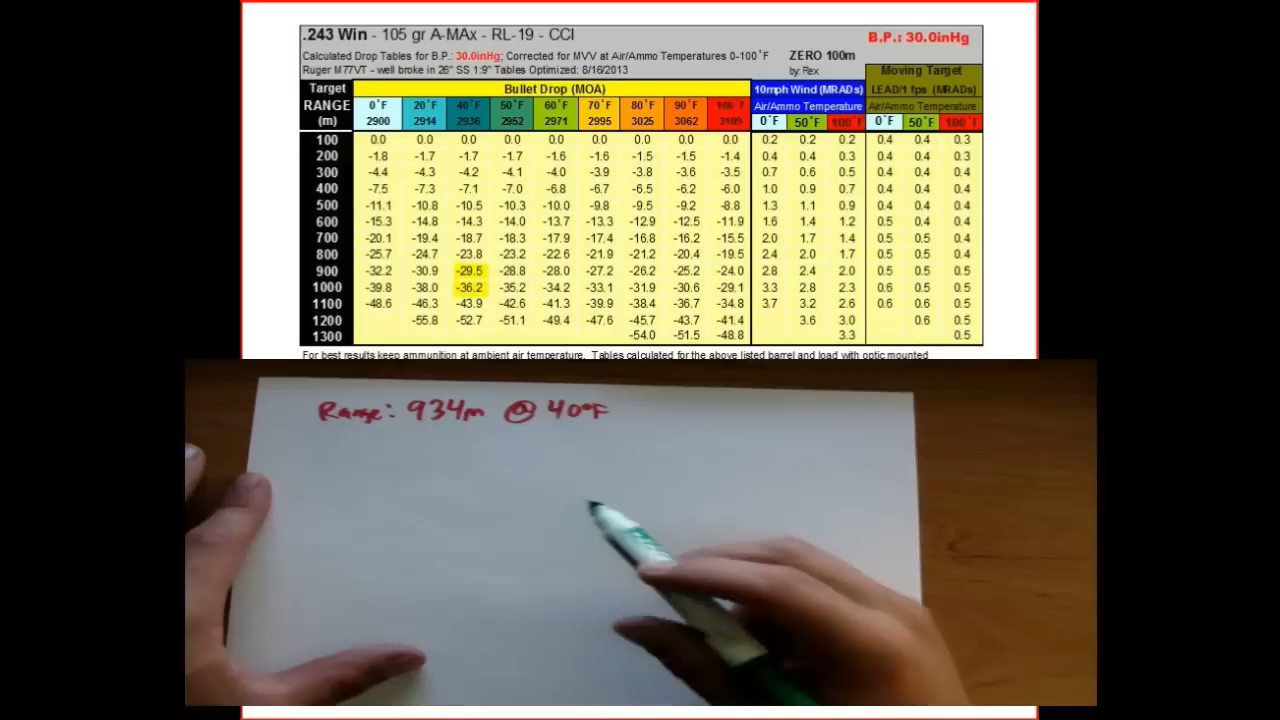 .243 Win - 105 gr A-MAx - RL-19 - CCI
B.P.: 30.0inHg
Calculated Drop Tables for B.P.: 30.0inHg; Corrected for MVV at Air/Ammo Temperatures 0-100°F
ZERO 100m
Ruger M77VT - well broke in 26" SS 1:9" Tables Optimized: 8/16/2013
by: Rex
Moving Target
Target Bullet Drop (MOA) 10mph Wind (MRADs) LEAD/1 fps (MRADs)
RANGE 0°F 20°F 40°F 50°F 60°F 70°F 80°F 90°F 100°F Air/Ammo Temperature Air/Ammo Temperature
(m) 2900 2914 2936 2952 2971 2995 3025 3062 3109 0°F 50°F 100°F 0°F 50°F 100°F
100 0.0 0.0 0.0 0.0 0.0 0.0 0.0 0.0 0.0 0.2 0.2 0.2 0.4 0.4 0.3
200 -1.8 -1.7 -1.7 -1.7 -1.6 -1.6 -1.5 -1.5 -1.4 0.4 0.4 0.3 0.4 0.4 0.3
300 -4.4 -4.3 -4.2 -4.1 -4.0 -3.9 -3.8 -3.6 -3.5 0.7 0.6 0.5 0.4 0.4 0.4
400 -7.5 -7.3 -7.1 -7.0 -6.8 -6.7 -6.5 -6.2 -6.0 1.0 0.9 0.7 0.4 0.4 0.4
500 -11.1 -10.8 -10.5 -10.3 -10.0 -9.8 -9.5 -9.2 -8.8 1.3 1.1 0.9 0.4 0.4 0.4
600 -15.3 -14.8 -14.3 -14.0 -13.7 -13.3 -12.9 -12.5 -11.9 1.6 1.4 1.2 0.5 0.4 0.4
700 -20.1 -19.4 -18.7 -18.3 -17.9 -17.4 -16.8 -16.2 -15.5 2.0 1.7 1.4 0.5 0.5 0.4
800 -25.7 -24.7 -23.8 -23.2 -22.6 -21.9 -21.2 -20.4 -19.5 2.4 2.0 1.7 0.5 0.5 0.4
900 -32.2 -30.9 -29.5 -28.8 -28.0 -27.2 -26.2 -25.2 -24.0 2.8 2.4 2.0 0.5 0.5 0.5
1000 -39.8 -38.0 -36.2 -35.2 -34.2 -33.1 -31.9 -30.6 -29.1 3.3 2.8 2.3 0.6 0.5 0.5
1100 -48.6 -46.3 -43.9 -42.6 -41.3 -39.9 -38.4 -36.7 -34.8 3.7 3.2 2.6 0.6 0.6 0.5
1200 -55.8 -52.7 -51.1 -49.4 -47.6 -45.7 -43.7 -41.4 3.6 3.0 0.6 0.5
1300 -54.0 -51.5 -48.8 3.3 0.5
For best results keep ammunition at ambient air temperature. Tables calculated for the above listed barrel and load with optic mounted
Range: 934m @ 40°F